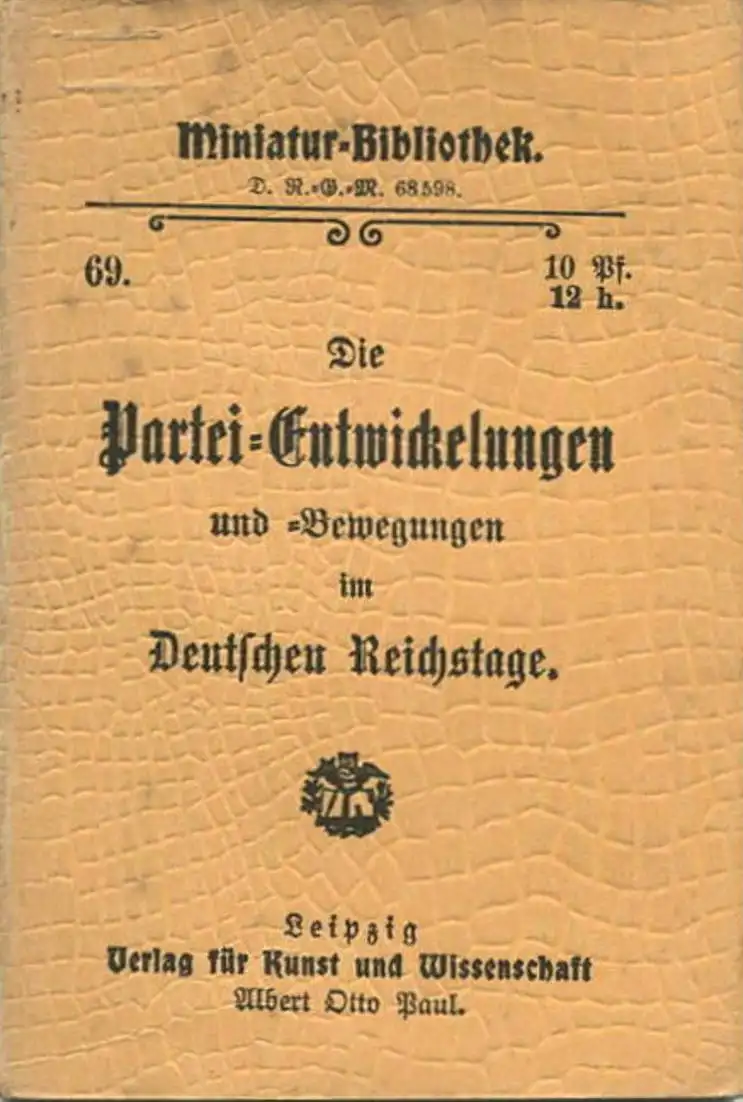 Miniatur-Bibliothek.
D. R.-G.-M. 68598.
69.
10 Pf.
12 h.
Die
Partei-Entwickelungen
und -Bewegungen
im
Deutſchen Reichstage.
Leipzig
Verlag für Kunst und Wissenschaft
Albert Otto Paul.